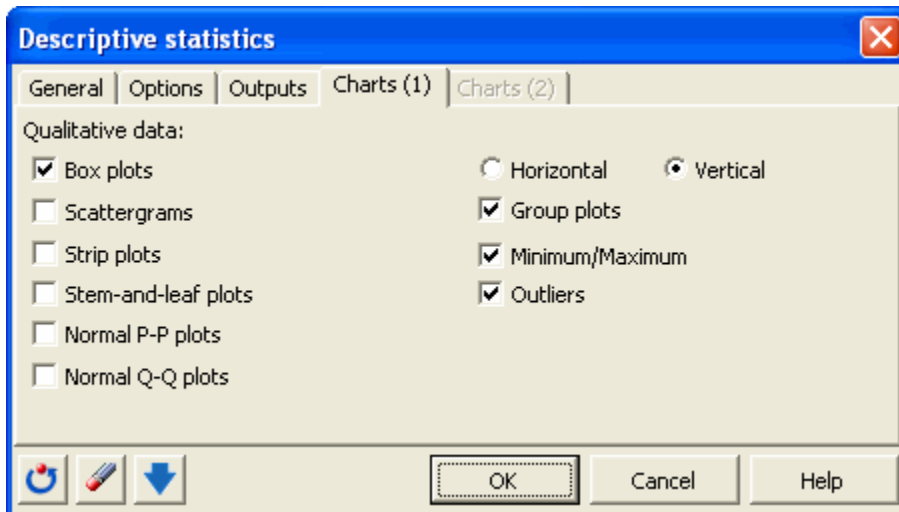 Descriptive statistics
General Options Outputs Charts (1) Charts (2)
Qualitative data:
Box plots Horizontal Vertical
Scattergrams Group plots
Strip plots Minimum/Maximum
Stem-and-leaf plots Outliers
Normal P-P plots
Normal Q-Q plots
OK Cancel Help